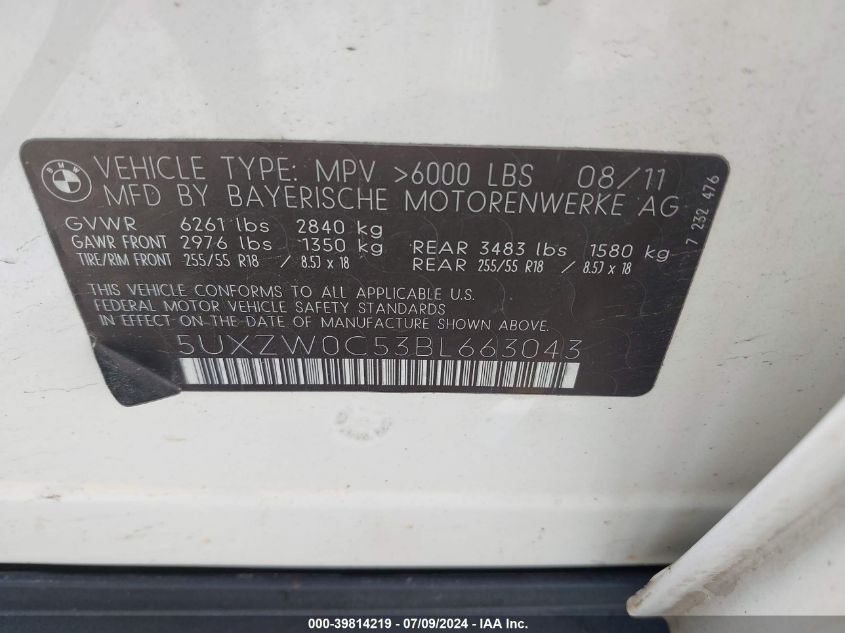 BMW
VEHICLE TYPE: MPV >6000 LBS 08/11
MFD BY BAYERISCHE MOTORENWERKE AG
GVWR 6261 lbs 2840 kg
GAWR FRONT 2976 lbs 1350 kg REAR 3483 lbs 1580 kg
TIRE/RIM FRONT 255/55 R18 / 8.5J x 18 REAR 255/55 R18 / 8.5J x 18
THIS VEHICLE CONFORMS TO ALL APPLICABLE U.S.
FEDERAL MOTOR VEHICLE SAFETY STANDARDS
IN EFFECT ON THE DATE OF MANUFACTURE SHOWN ABOVE.
5UXZW0C53BL663043
7 232 476
000-39814219 - 07/09/2024 - IAAI.com